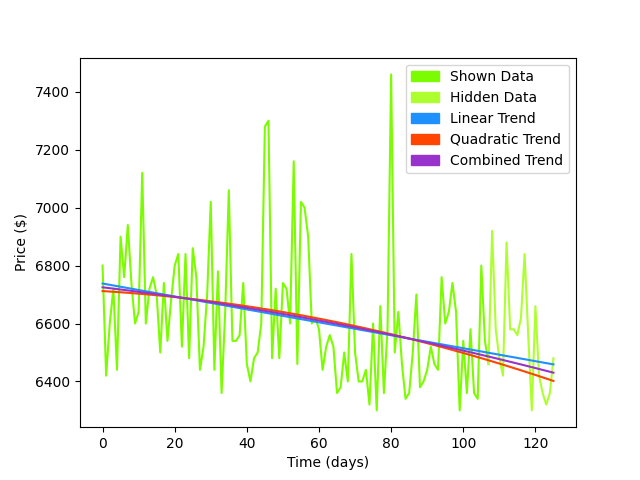 Price ($)
7400
7200
7000
6800
6600
6400
0
20
40
60
80
100
120
Time (days)
Shown Data
Hidden Data
Linear Trend
Quadratic Trend
Combined Trend